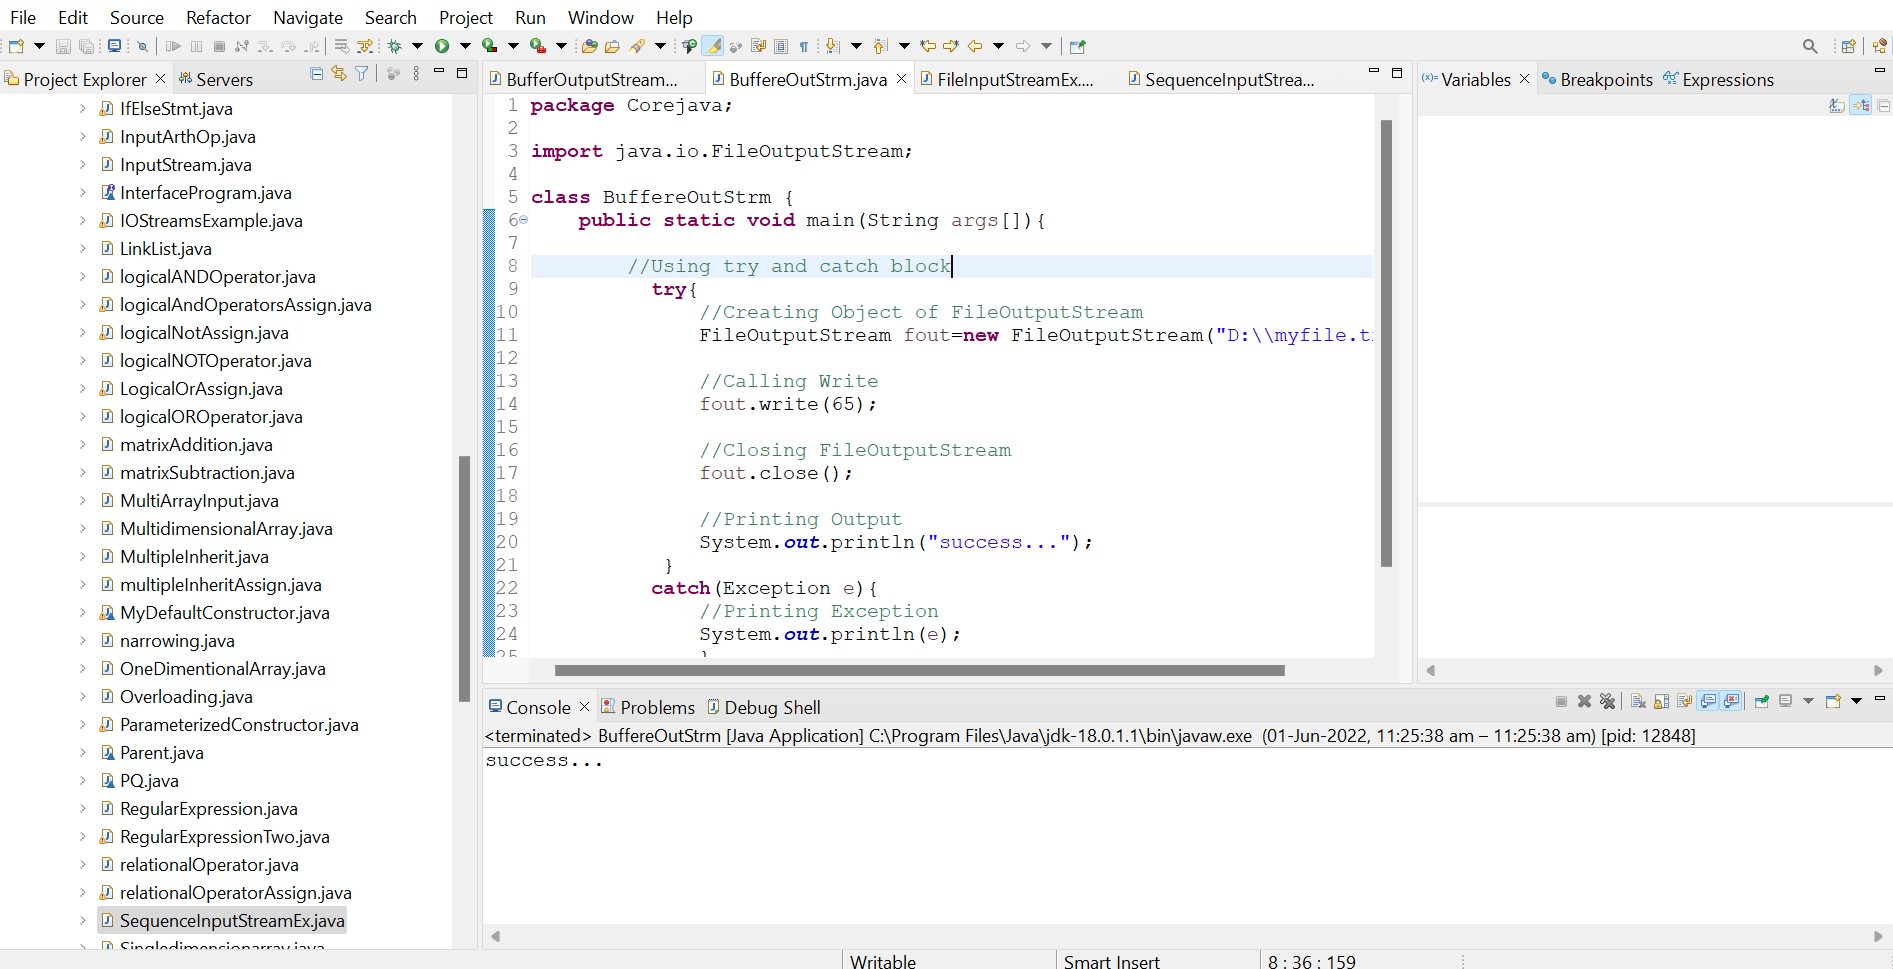 File Edit Source Refactor Navigate Search Project Run Window Help
Project Explorer Servers
IfElseStmt.java
InputArthOp.java
InputStream.java
InterfaceProgram.java
IOStreamsExample.java
LinkList.java
logicalANDOperator.java
logicalAndOperatorsAssign.java
logicalNotAssign.java
logicalNOTOperator.java
LogicalOrAssign.java
logicalOROperator.java
matrixAddition.java
matrixSubtraction.java
MultiArrayInput.java
MultidimensionalArray.java
MultipleInherit.java
multipleInheritAssign.java
MyDefaultConstructor.java
narrowing.java
OneDimentionalArray.java
Overloading.java
ParameterizedConstructor.java
Parent.java
PQ.java
RegularExpression.java
RegularExpressionTwo.java
relationalOperator.java
relationalOperatorAssign.java
SequenceInputStreamEx.java
Singledimensionarray.java
BufferOutputStream... BuffereOutStrm.java FileInputStreamEx.... SequenceInputStrea...
1 package Corejava;
2
3 import java.io.FileOutputStream;
4
5 class BuffereOutStrm {
6 public static void main(String args[]){
7
8 //Using try and catch block
9 try{
10 //Creating Object of FileOutputStream
11 FileOutputStream fout=new FileOutputStream("D:\\myfile.t
12
13 //Calling Write
14 fout.write(65);
15
16 //Closing FileOutputStream
17 fout.close();
18
19 //Printing Output
20 System.out.println("success...");
21 }
22 catch(Exception e){
23 //Printing Exception
24 System.out.println(e);
25 }
(x)= Variables Breakpoints Expressions
Console Problems Debug Shell
<terminated> BuffereOutStrm [Java Application] C:\Program Files\Java\jdk-18.0.1.1\bin\javaw.exe (01-Jun-2022, 11:25:38 am – 11:25:38 am) [pid: 12848]
success...
Writable Smart Insert 8 : 36 : 159